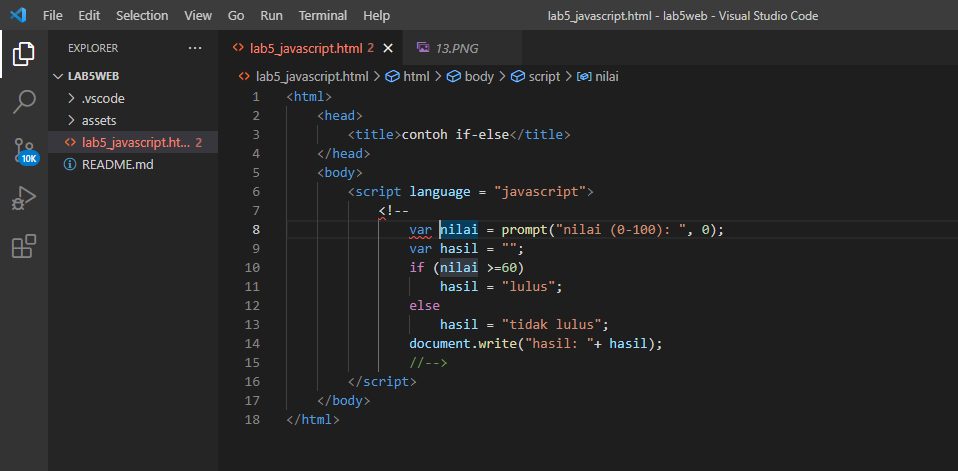 File Edit Selection View Go Run Terminal Help lab5_javascript.html - lab5web - Visual Studio Code
EXPLORER ···
LAB5WEB
.vscode
assets
lab5_javascript.ht... 2
README.md
10K
lab5_javascript.html 2 13.PNG
lab5_javascript.html > html > body > script > nilai
1 <html>
2 <head>
3 <title>contoh if-else</title>
4 </head>
5 <body>
6 <script language = "javascript">
7 <!--
8 var nilai = prompt("nilai (0-100): ", 0);
9 var hasil = "";
10 if (nilai >=60)
11 hasil = "lulus";
12 else
13 hasil = "tidak lulus";
14 document.write("hasil: "+ hasil);
15 //-->
16 </script>
17 </body>
18 </html>